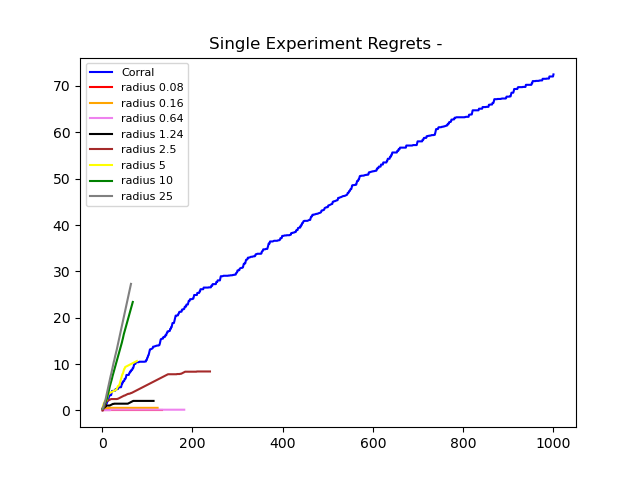 Single Experiment Regrets -
Corral
radius 0.08
radius 0.16
radius 0.64
radius 1.24
radius 2.5
radius 5
radius 10
radius 25
70
60
50
40
30
20
10
0
0 200 400 600 800 1000